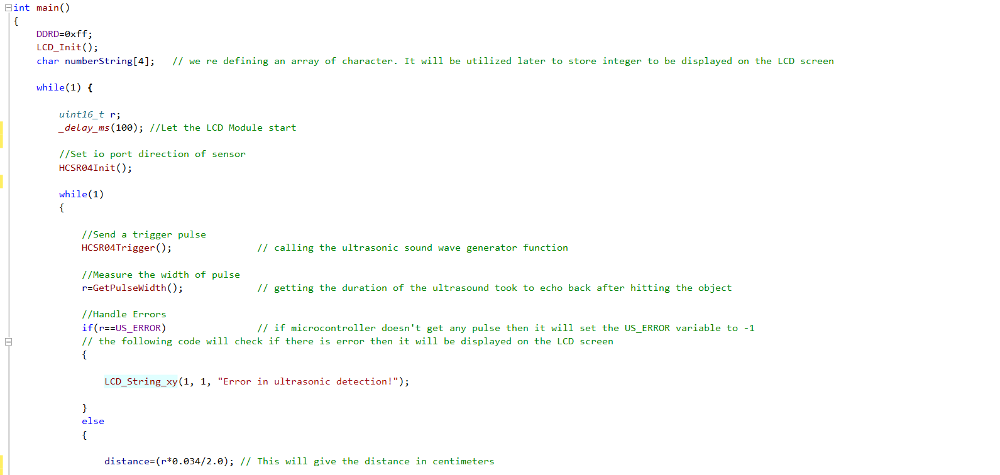 int main()
{
DDRD=0xff;
LCD_Init();
char numberString[4];   // we re defining an array of character. It will be utilized later to store integer to be displayed on the LCD screen
while(1) {
uint16_t r;
_delay_ms(100); //Let the LCD Module start
//Set io port direction of sensor
HCSR04Init();
while(1)
{
//Send a trigger pulse
HCSR04Trigger();               // calling the ultrasonic sound wave generator function
//Measure the width of pulse
r=GetPulseWidth();             // getting the duration of the ultrasound took to echo back after hitting the object
//Handle Errors
if(r==US_ERROR)                // if microcontroller doesn't get any pulse then it will set the US_ERROR variable to -1
// the following code will check if there is error then it will be displayed on the LCD screen
{
LCD_String_xy(1, 1, "Error in ultrasonic detection!");
}
else
{
distance=(r*0.034/2.0); // This will give the distance in centimeters